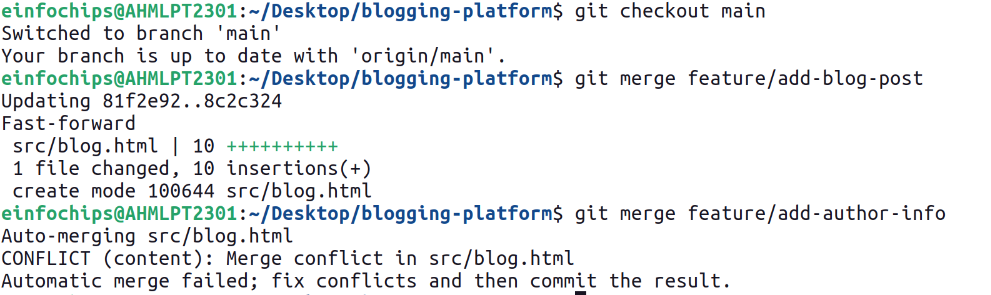 einfochips@AHMLPT2301:~/Desktop/blogging-platform$ git checkout main
Switched to branch 'main'
Your branch is up to date with 'origin/main'.
einfochips@AHMLPT2301:~/Desktop/blogging-platform$ git merge feature/add-blog-post
Updating 81f2e92..8c2c324
Fast-forward
 src/blog.html | 10 ++++++++++
 1 file changed, 10 insertions(+)
 create mode 100644 src/blog.html
einfochips@AHMLPT2301:~/Desktop/blogging-platform$ git merge feature/add-author-info
Auto-merging src/blog.html
CONFLICT (content): Merge conflict in src/blog.html
Automatic merge failed; fix conflicts and then commit the result.